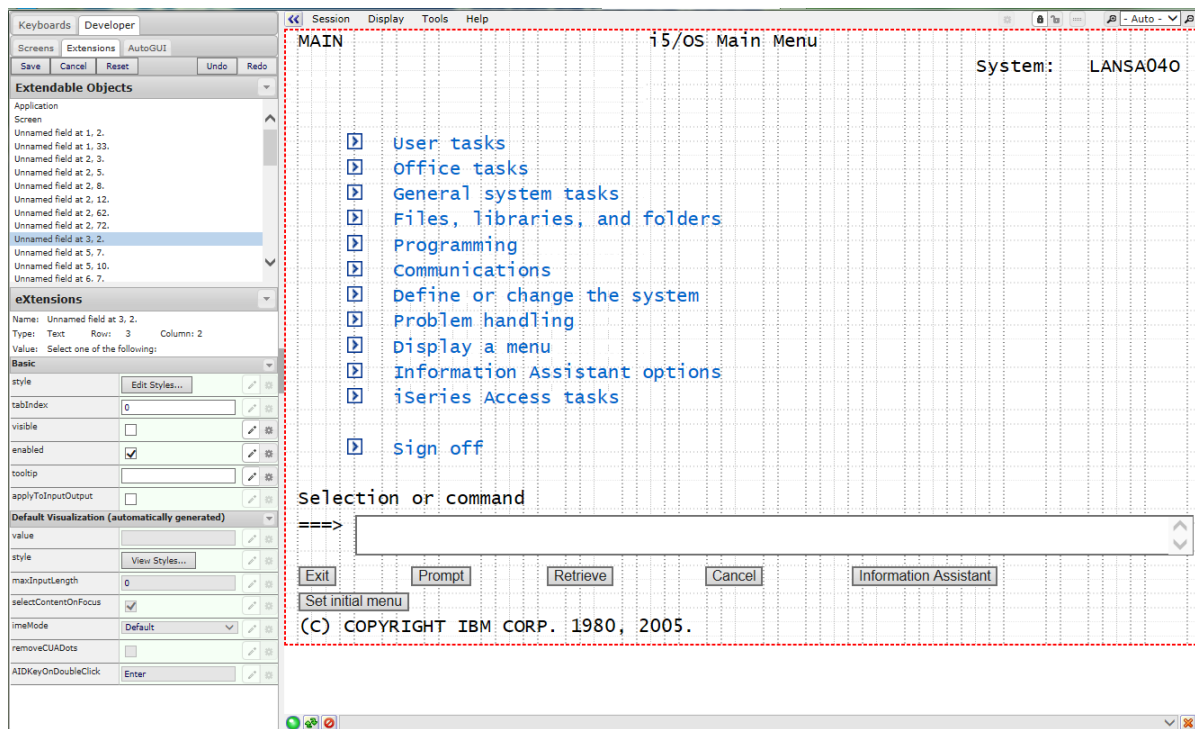 Keyboards Developer
Screens Extensions AutoGUI
Save Cancel Reset Undo Redo
Extendable Objects
Application
Screen
Unnamed field at 1, 2.
Unnamed field at 1, 33.
Unnamed field at 2, 3.
Unnamed field at 2, 5.
Unnamed field at 2, 8.
Unnamed field at 2, 12.
Unnamed field at 2, 62.
Unnamed field at 2, 72.
Unnamed field at 3, 2.
Unnamed field at 5, 7.
Unnamed field at 5, 10.
Unnamed field at 6, 7.
eXtensions
Name: Unnamed field at 3, 2.
Type: Text Row: 3 Column: 2
Value: Select one of the following:
Basic
style Edit Styles...
tabIndex 0
visible
enabled
tooltip
applyToInputOutput
Default Visualization (automatically generated)
value
style View Styles...
maxInputLength 0
selectContentOnFocus
imeMode Default
removeCUADots
AIDKeyOnDoubleClick Enter
Session Display Tools Help - Auto -
MAIN i5/OS Main Menu
System: LANSA04O
User tasks
Office tasks
General system tasks
Files, libraries, and folders
Programming
Communications
Define or change the system
Problem handling
Display a menu
Information Assistant options
iSeries Access tasks
Sign off
Selection or command
===>
Exit Prompt Retrieve Cancel Information Assistant
Set initial menu
(C) COPYRIGHT IBM CORP. 1980, 2005.